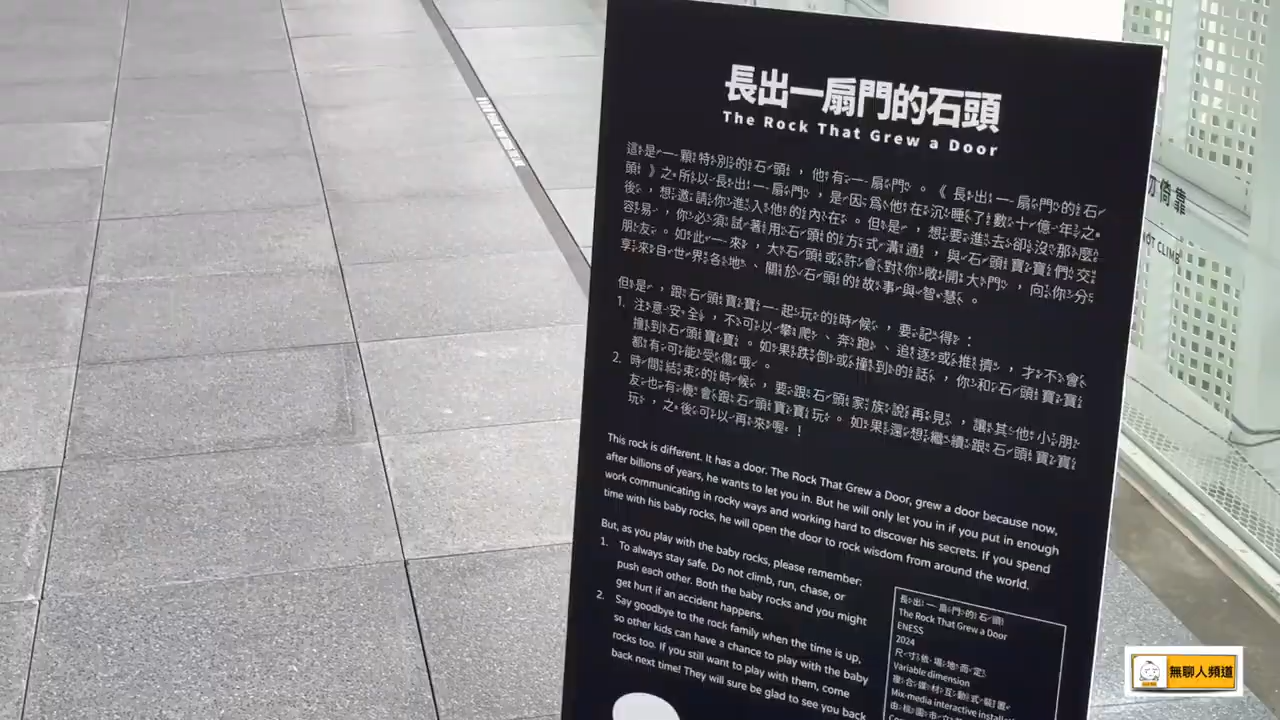 長出一扇門的石頭
The Rock That Grew a Door
這是一顆特別的石頭，他有一扇門。《長出一扇門的石
頭》之所以長出一扇門，是因為他在沉睡了數十億年之
後，想邀請你進入他的內在。但是，想要進去卻沒那麼
容易，你必須試著用石頭的方式溝通，與石頭寶寶們交
朋友。如此一來，大石頭或許會對你敞開大門，向你分
享來自世界各地、關於石頭的故事與智慧。
但是，跟石頭寶寶一起玩的時候，要記得：
1. 注意安全，不可以攀爬、奔跑、追逐或推擠，才不會
撞到石頭寶寶。如果跌倒或撞到的話，你和石頭寶寶
都有可能受傷哦。
2. 時間結束的時候，要跟石頭家族說再見，讓其他小朋
友也有機會跟石頭寶寶玩。如果還想繼續跟石頭寶寶
玩，之後可以再來喔！
This rock is different. It has a door. The Rock That Grew a Door, grew a door because now,
after billions of years, he wants to let you in. But he will only let you in if you put in enough
work communicating in rocky ways and working hard to discover his secrets. If you spend
time with his baby rocks, he will open the door to rock wisdom from around the world.
But, as you play with the baby rocks, please remember:
1. To always stay safe. Do not climb, run, chase, or
push each other. Both the baby rocks and you might
get hurt if an accident happens.
2. Say goodbye to the rock family when the time is up,
so other kids can have a chance to play with the baby
rocks too. If you still want to play with them, come
back next time! They will sure be glad to see you back
長出一扇門的石頭
The Rock That Grew a Door
ENESS
2024
尺寸依場地而定
Variable dimension
複合媒材互動式裝置
Mix-media interactive
勿倚靠
NOT CLIMB
無聊人頻道